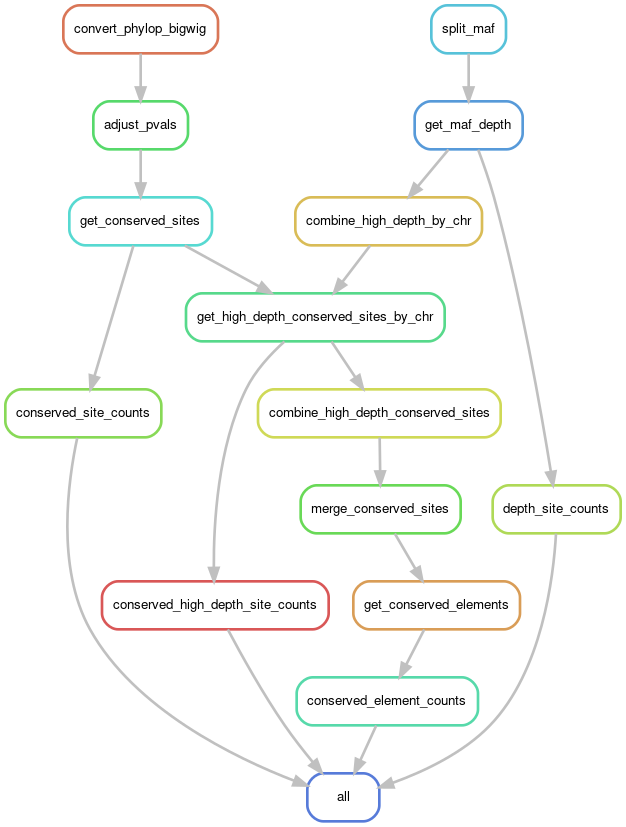 convert_phylop_bigwig
split_maf
adjust_pvals
get_maf_depth
get_conserved_sites
combine_high_depth_by_chr
get_high_depth_conserved_sites_by_chr
conserved_site_counts
combine_high_depth_conserved_sites
merge_conserved_sites
depth_site_counts
conserved_high_depth_site_counts
get_conserved_elements
conserved_element_counts
all